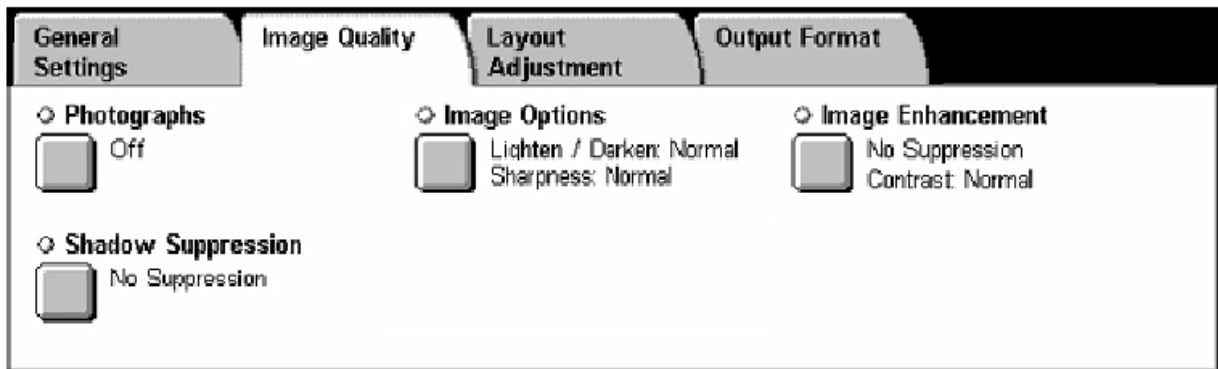 General
Settings
Image Quality
Layout
Adjustment
Output Format
Photographs
Off
Image Options
Lighten / Darken: Normal
Sharpness: Normal
Image Enhancement
No Suppression
Contrast: Normal
Shadow Suppression
No Suppression